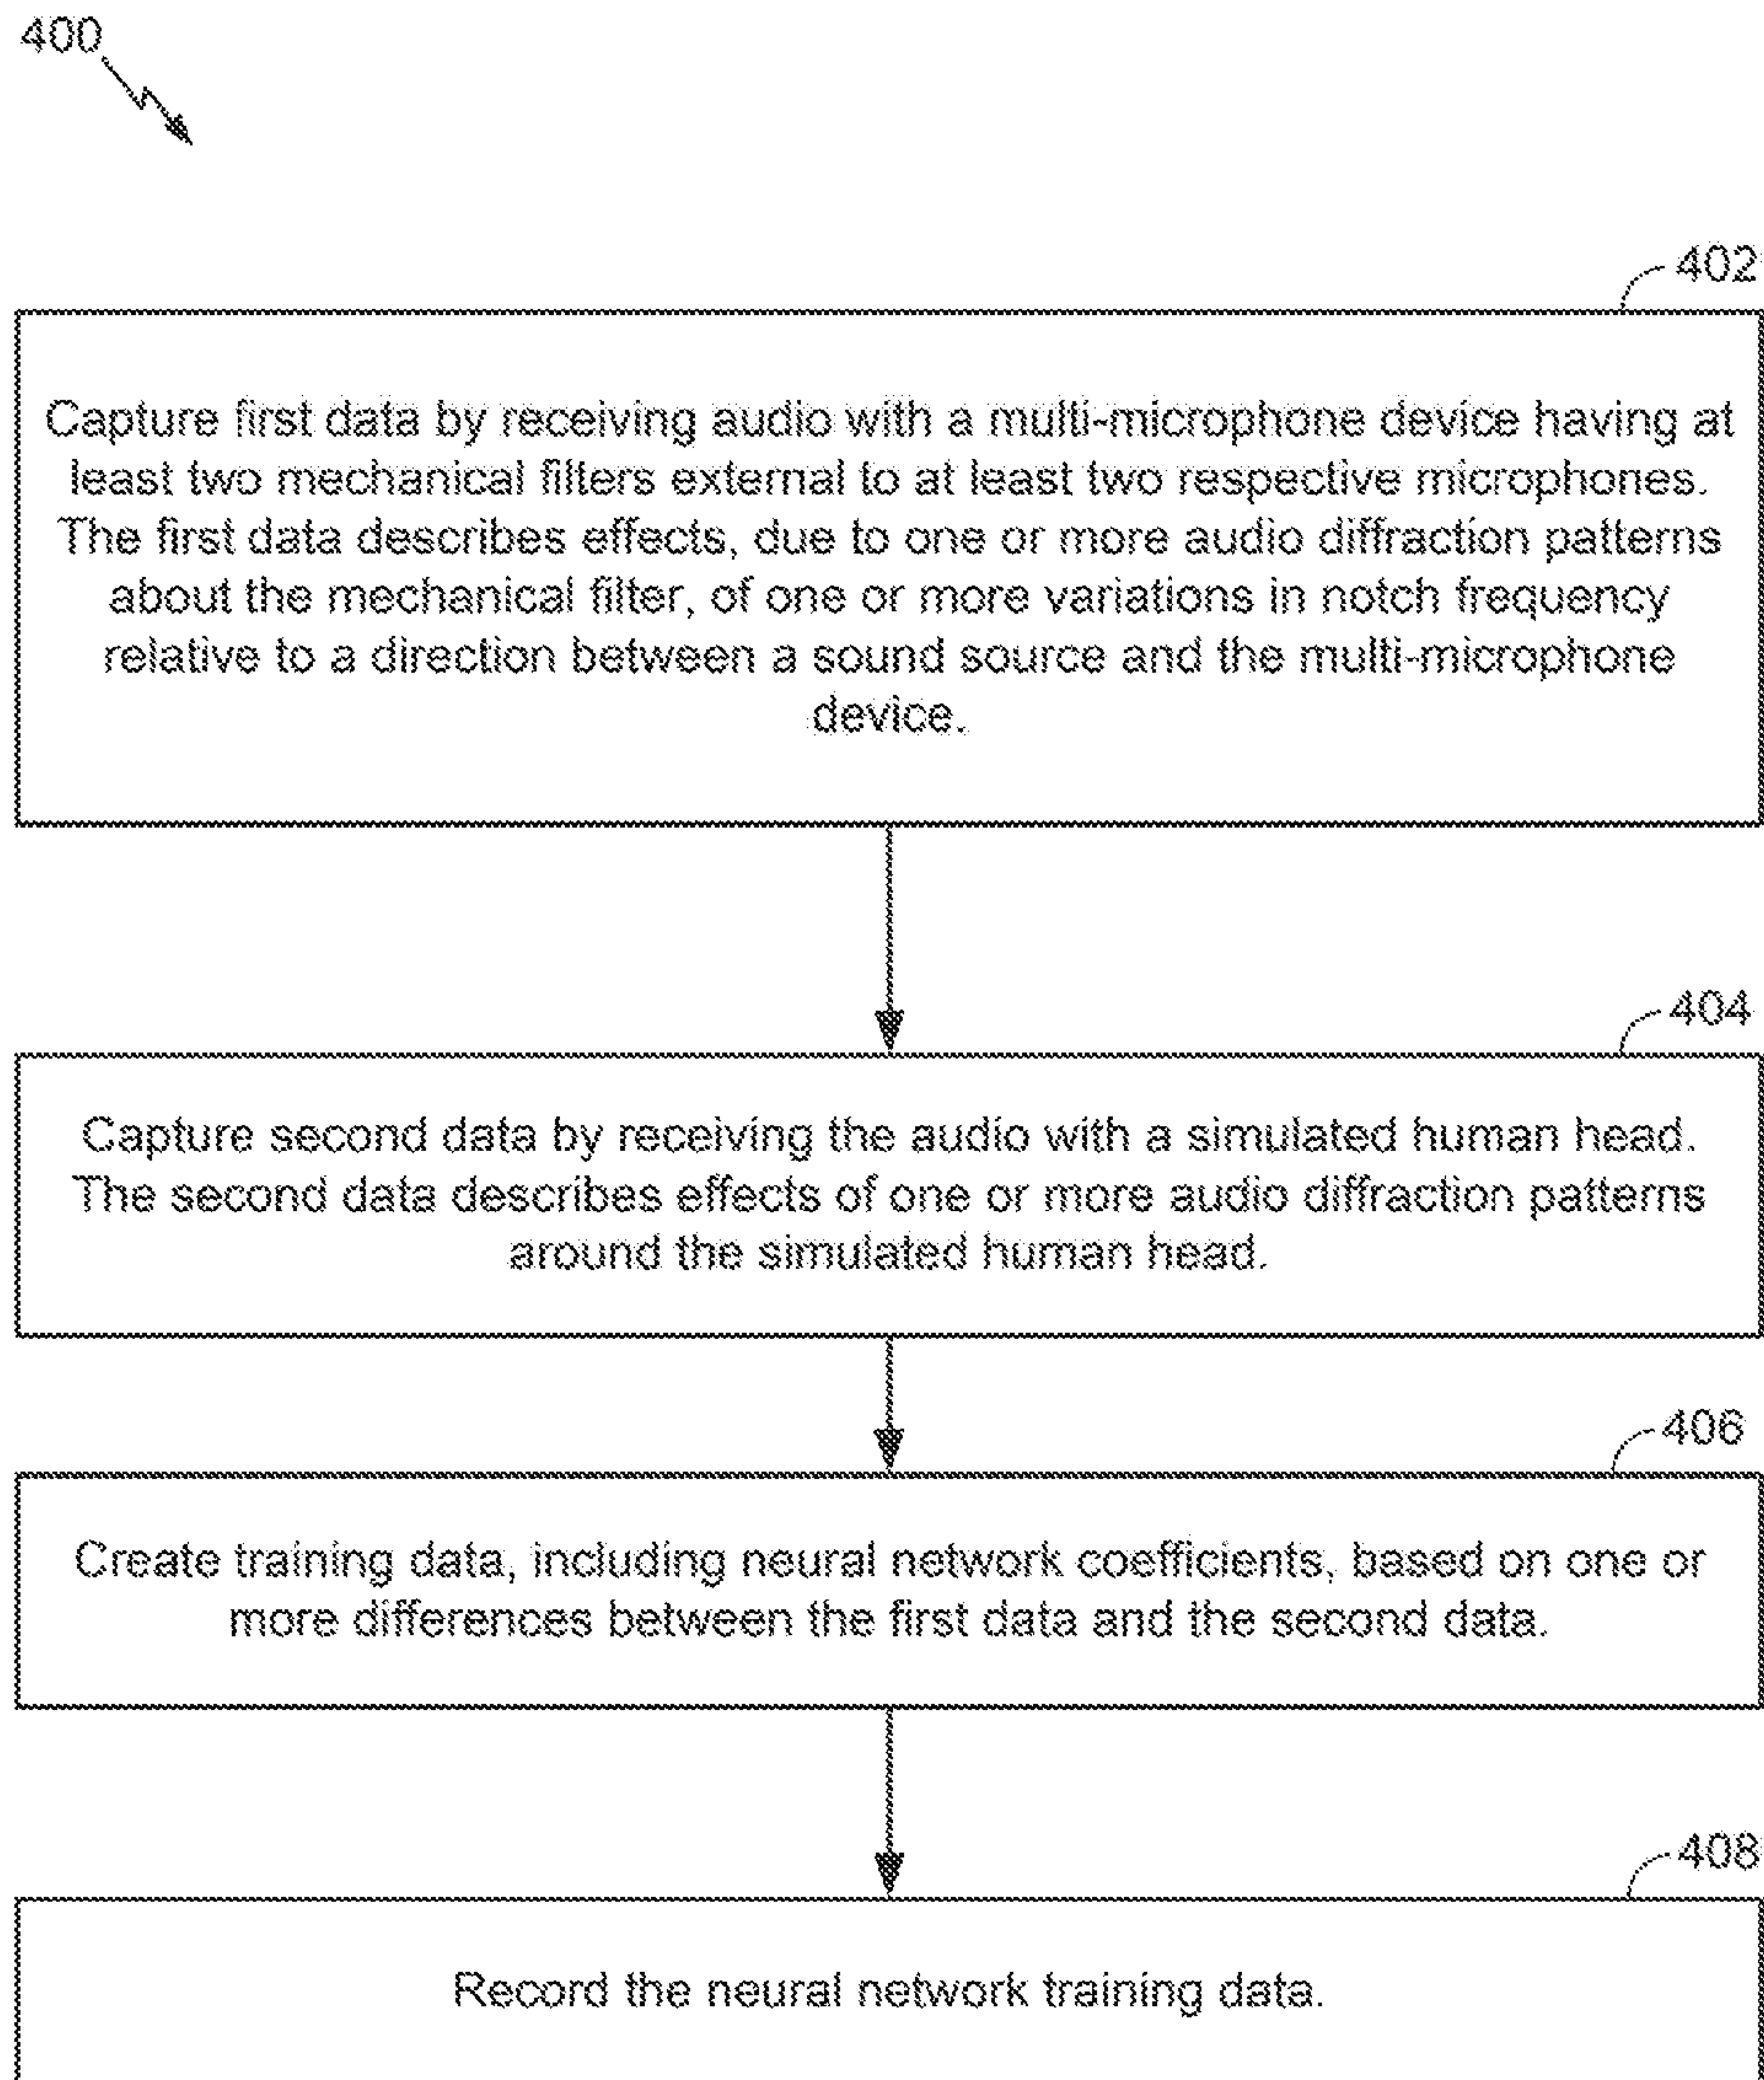 400
402
Capture first data by receiving audio with a multi-microphone device having at
least two mechanical filters external to at least two respective microphones.
The first data describes effects, due to one or more audio diffraction patterns
about the mechanical filter, of one or more variations in notch frequency
relative to a direction between a sound source and the multi-microphone
device.
404
Capture second data by receiving the audio with a simulated human head.
The second data describes effects of one or more audio diffraction patterns
around the simulated human head.
406
Create training data, including neural network coefficients, based on one or
more differences between the first data and the second data.
408
Record the neural network training data.